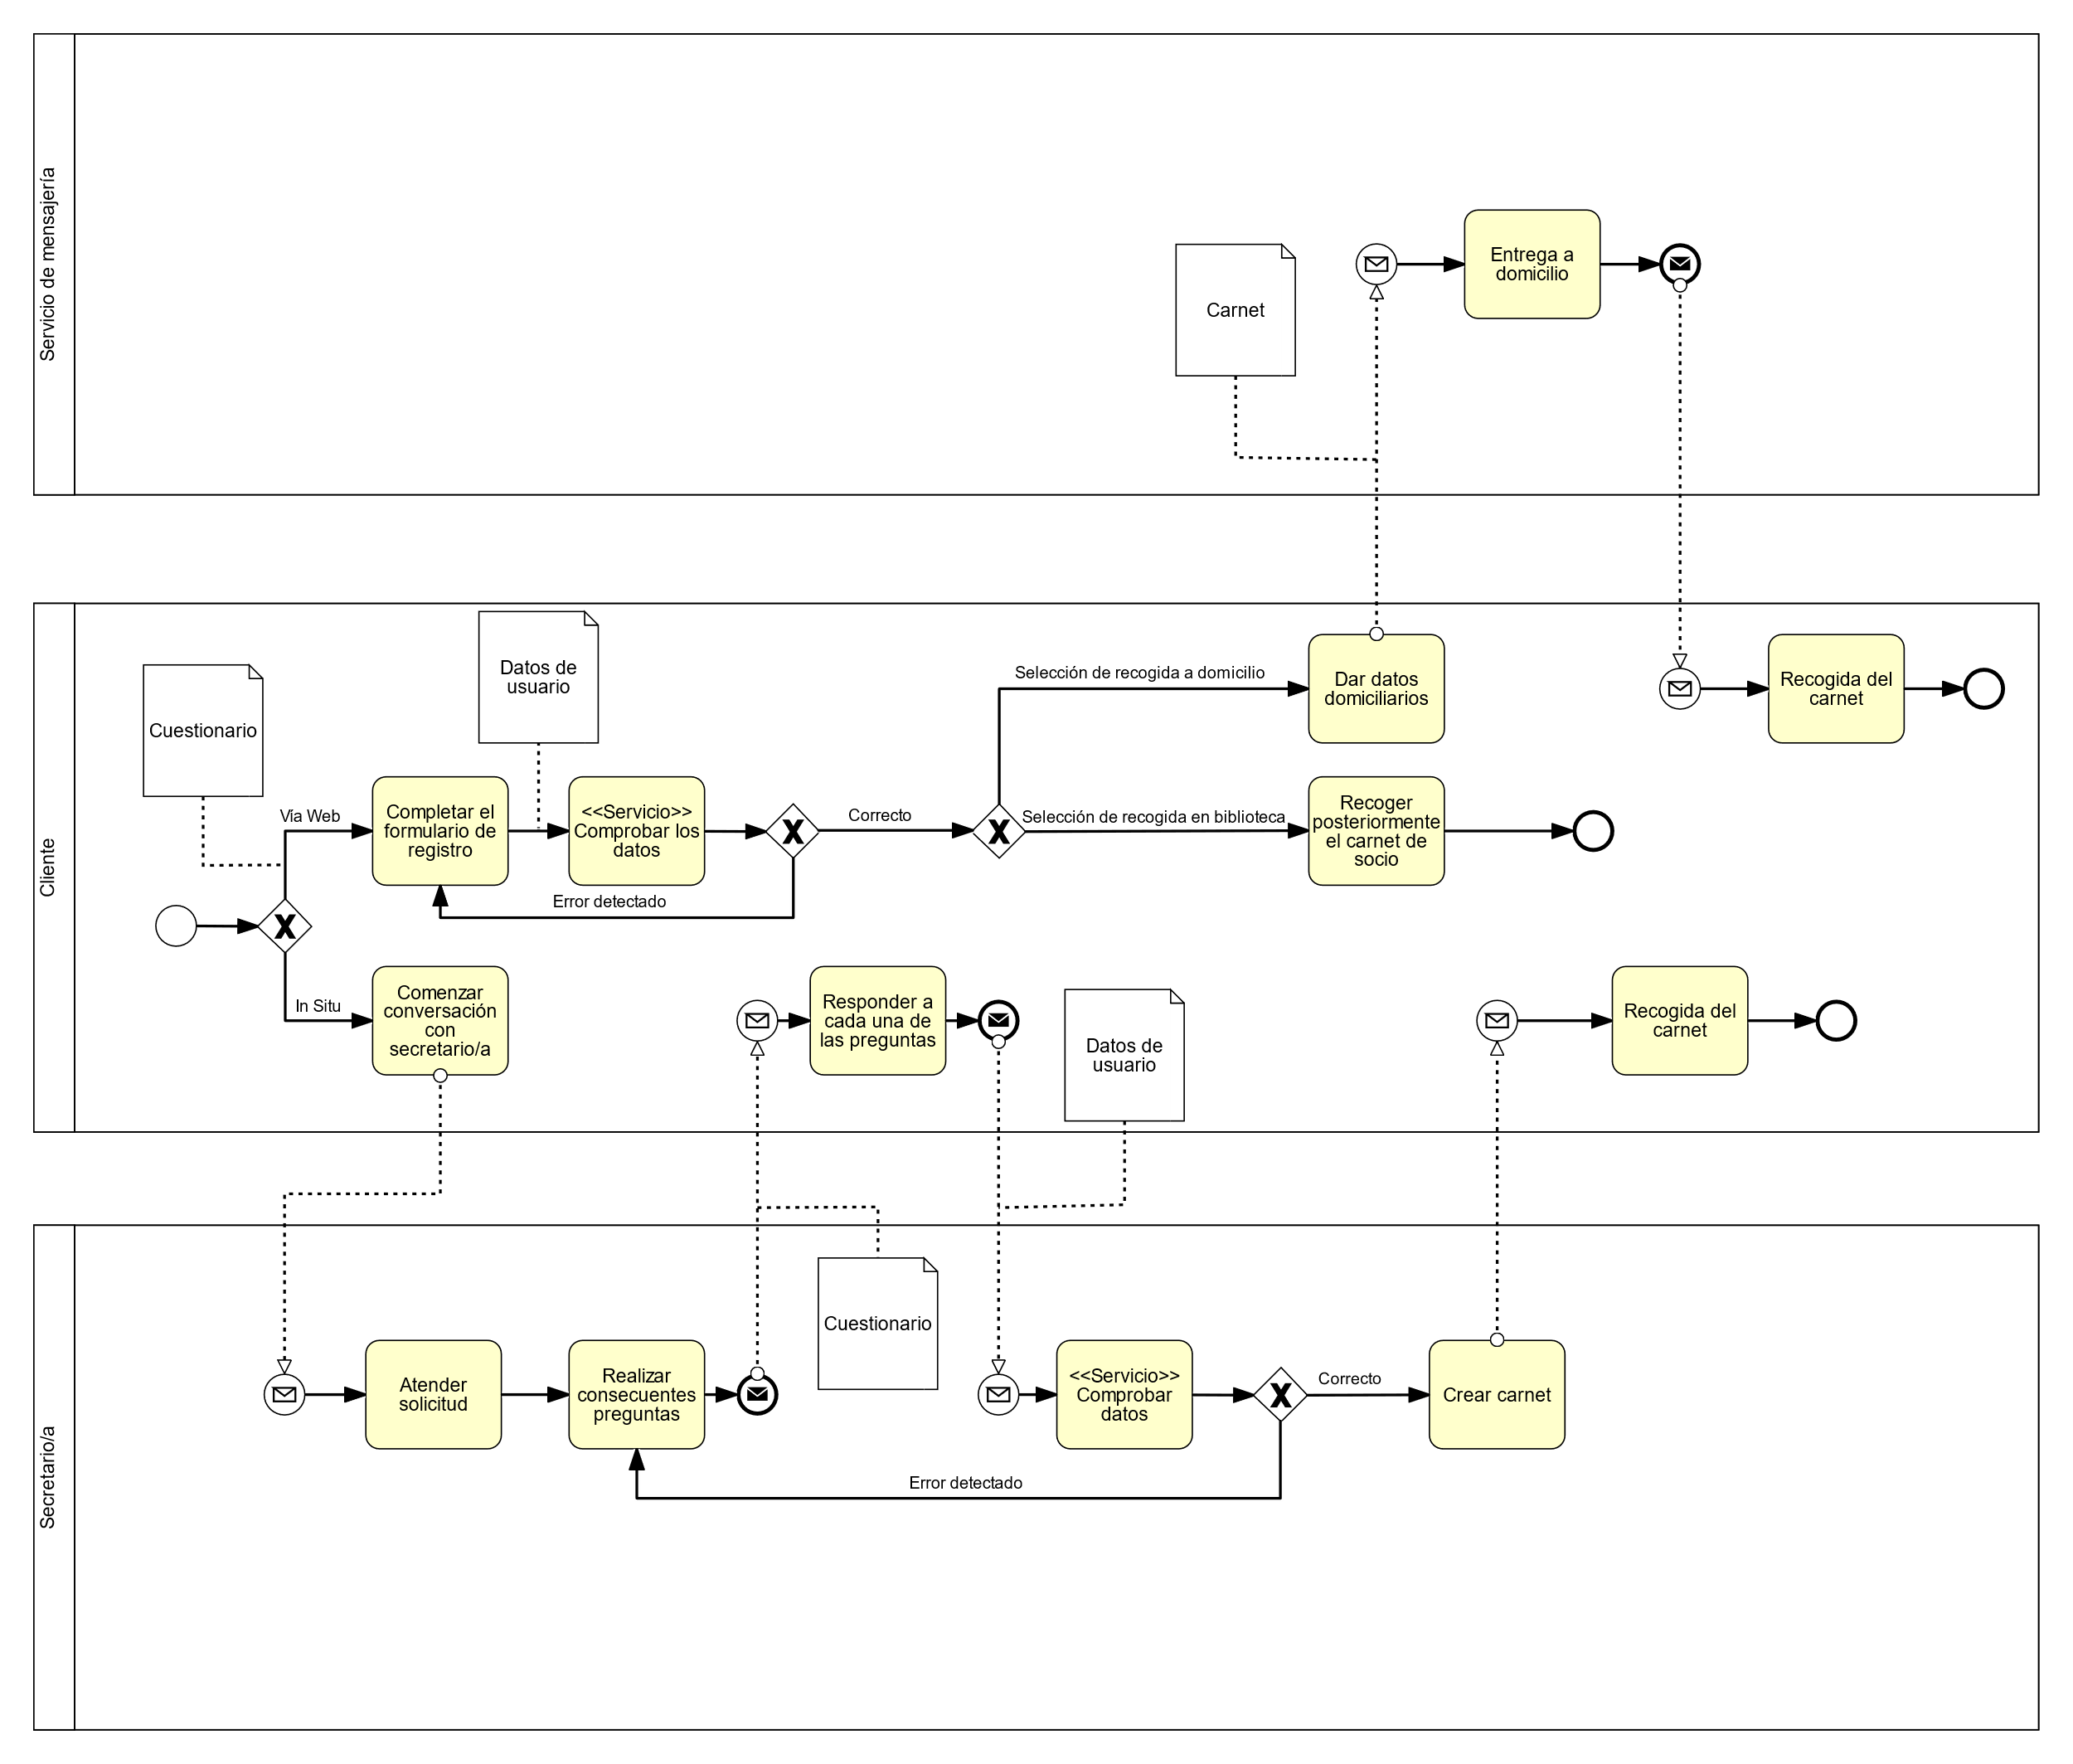 Servicio de mensajería
Carnet
Entrega a
domicilio
Cliente
Cuestionario
Datos de
usuario
Vía Web
Completar el
formulario de
registro
<<Servicio>>
Comprobar los
datos
Correcto
Error detectado
Selección de recogida a domicilio
Dar datos
domiciliarios
Selección de recogida en biblioteca
Recoger
posteriormente
el carnet de
socio
Recogida del
carnet
In Situ
Comenzar
conversación
con
secretario/a
Responder a
cada una de
las preguntas
Datos de
usuario
Recogida del
carnet
Secretario/a
Atender
solicitud
Realizar
consecuentes
preguntas
Cuestionario
<<Servicio>>
Comprobar
datos
Correcto
Crear carnet
Error detectado